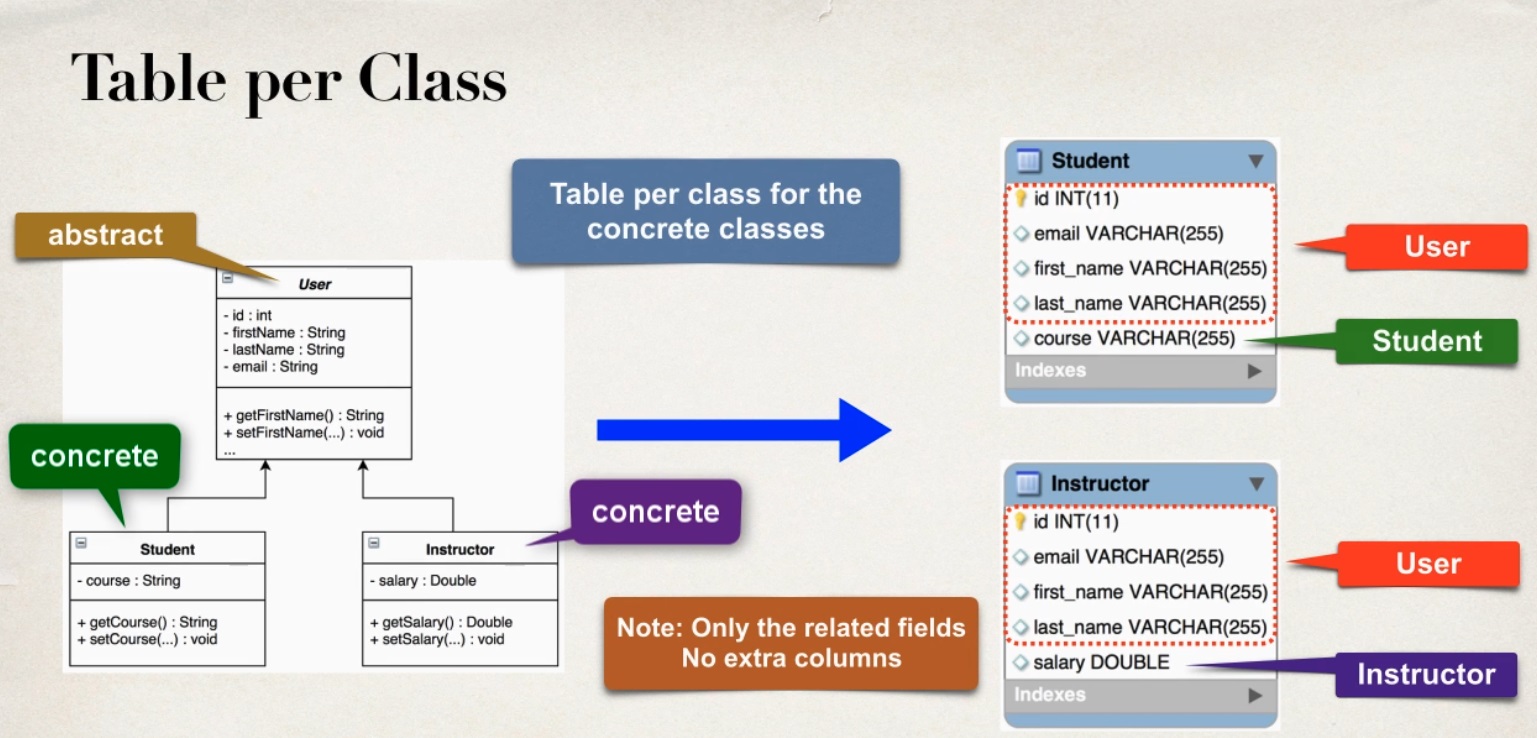 Table per Class
Table per class for the
concrete classes
abstract
User
- id : int
- firstName : String
- lastName : String
- email : String
+ getFirstName() : String
+ setFirstName(...) : void
...
concrete
Student
- course : String
+ getCourse() : String
+ setCourse(...) : void
concrete
Instructor
- salary : Double
+ getSalary() : Double
+ setSalary(...) : void
Note: Only the related fields
No extra columns
Student
id INT(11)
email VARCHAR(255)
first_name VARCHAR(255)
last_name VARCHAR(255)
course VARCHAR(255)
Indexes
User
Student
Instructor
id INT(11)
email VARCHAR(255)
first_name VARCHAR(255)
last_name VARCHAR(255)
salary DOUBLE
Indexes
User
Instructor